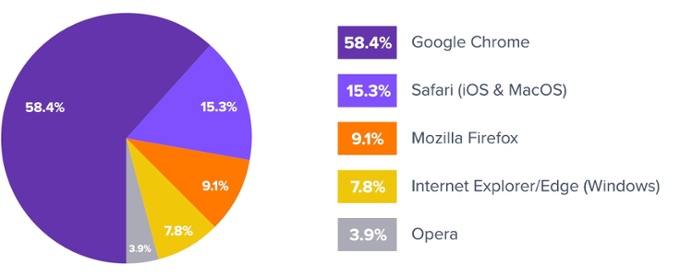 58.4%
15.3%
9.1%
7.8%
3.9%
58.4% Google Chrome
15.3% Safari (iOS & MacOS)
9.1% Mozilla Firefox
7.8% Internet Explorer/Edge (Windows)
3.9% Opera